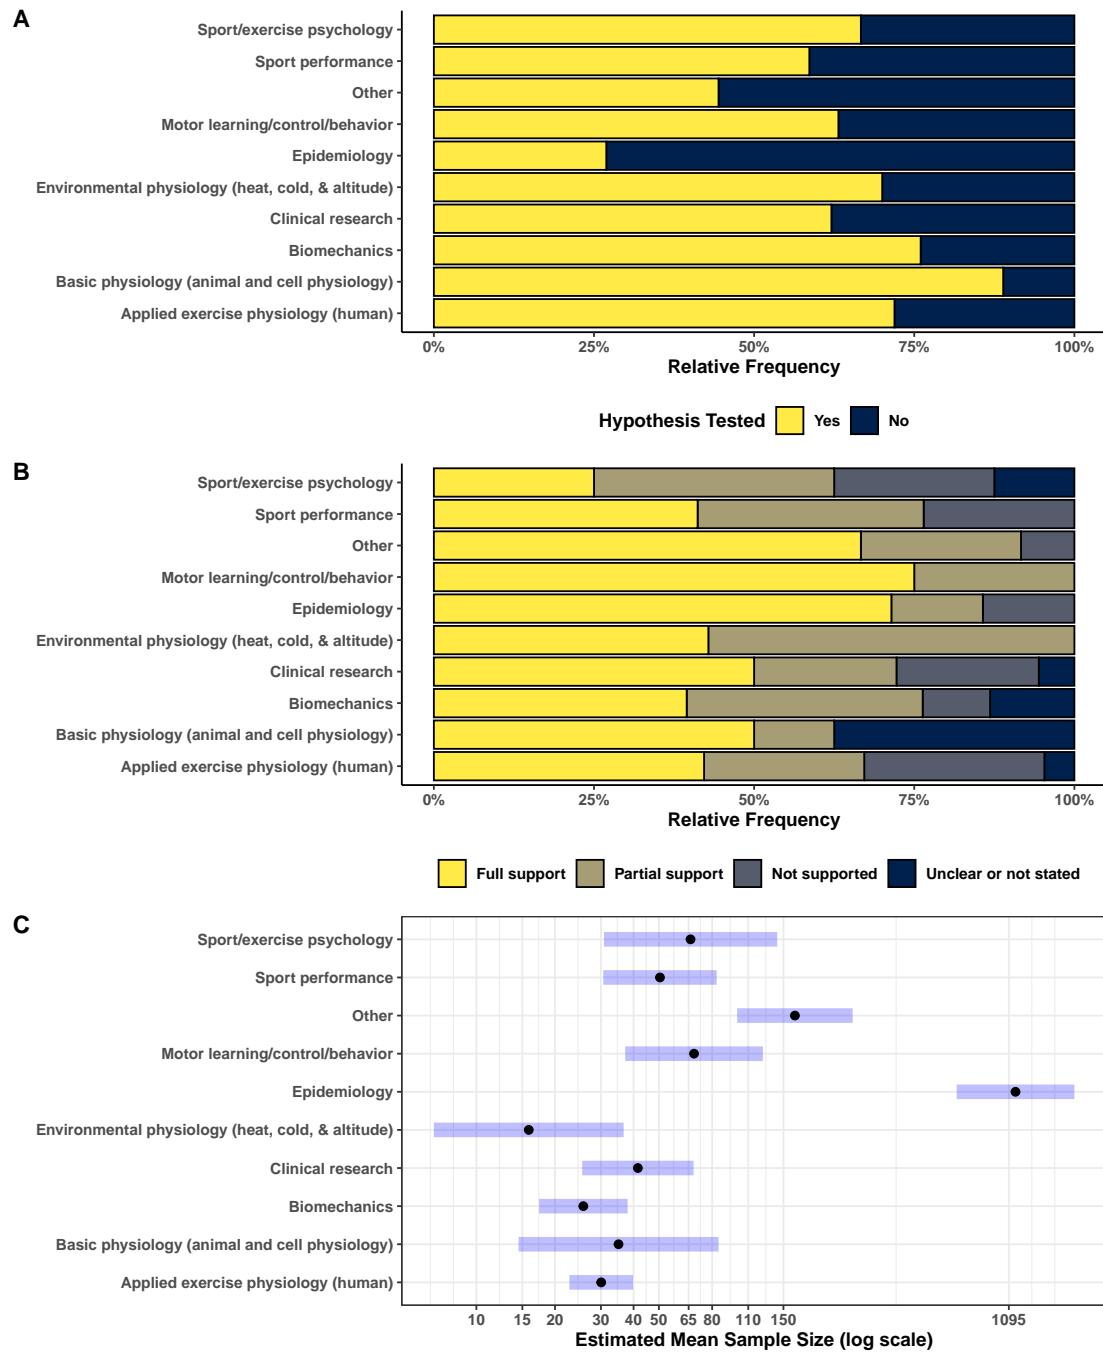 A
Sport/exercise psychology
Sport performance
Other
Motor learning/control/behavior
Epidemiology
Environmental physiology (heat, cold, & altitude)
Clinical research
Biomechanics
Basic physiology (animal and cell physiology)
Applied exercise physiology (human)
0% 25% 50% 75% 100%
Relative Frequency
Hypothesis Tested Yes No
B
Sport/exercise psychology
Sport performance
Other
Motor learning/control/behavior
Epidemiology
Environmental physiology (heat, cold, & altitude)
Clinical research
Biomechanics
Basic physiology (animal and cell physiology)
Applied exercise physiology (human)
0% 25% 50% 75% 100%
Relative Frequency
Full support Partial support Not supported Unclear or not stated
C
Sport/exercise psychology
Sport performance
Other
Motor learning/control/behavior
Epidemiology
Environmental physiology (heat, cold, & altitude)
Clinical research
Biomechanics
Basic physiology (animal and cell physiology)
Applied exercise physiology (human)
10 15 20 30 40 50 65 80 110 150 1095
Estimated Mean Sample Size (log scale)